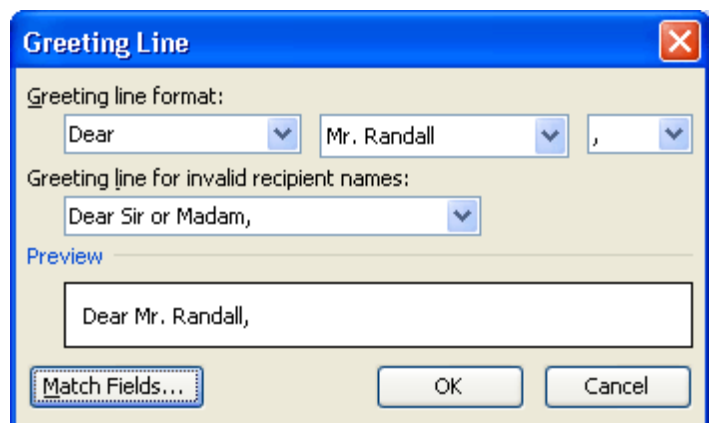 Greeting Line
Greeting line format:
Dear Mr. Randall ,
Greeting line for invalid recipient names:
Dear Sir or Madam,
Preview
Dear Mr. Randall,
Match Fields... OK Cancel